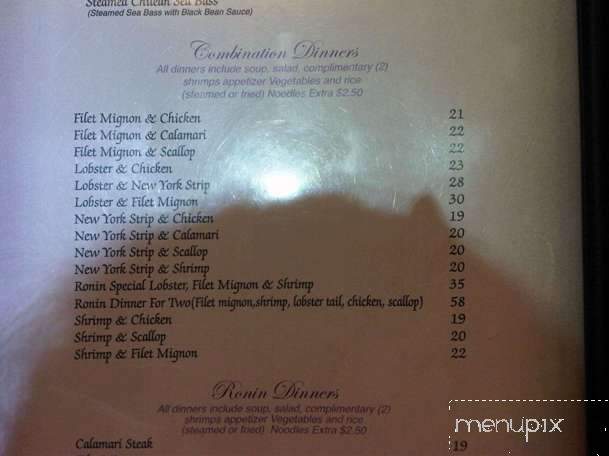 Steamed Chilean Sea Bass
(Steamed Sea Bass with Black Bean Sauce)
Combination Dinners
All dinners include soup, salad, complimentary (2)
shrimps appetizer Vegetables and rice
(steamed or fried) Noodles Extra $2.50
Filet Mignon & Chicken 21
Filet Mignon & Calamari 22
Filet Mignon & Scallop 22
Lobster & Chicken 23
Lobster & New York Strip 28
Lobster & Filet Mignon 30
New York Strip & Chicken 19
New York Strip & Calamari 20
New York Strip & Scallop 20
New York Strip & Shrimp 20
Ronin Special Lobster, Filet Mignon & Shrimp 35
Ronin Dinner For Two(Filet mignon,shrimp, lobster tail, chicken, scallop) 58
Shrimp & Chicken 19
Shrimp & Scallop 20
Shrimp & Filet Mignon 22
Ronin Dinners
All dinners include soup, salad, complimentary (2)
shrimps appetizer Vegetables and rice
(steamed or fried) Noodles Extra $2.50
Calamari Steak 19
menupix